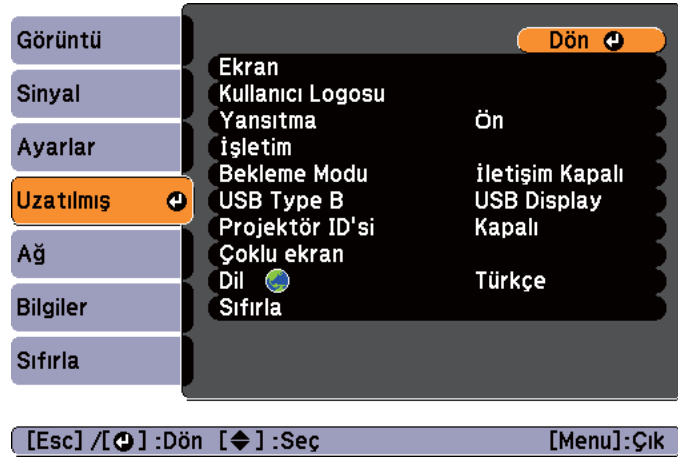 Görüntü
Sinyal
Ayarlar
Uzatılmış
Ağ
Bilgiler
Sıfırla
Dön
Ekran
Kullanıcı Logosu
Yansıtma Ön
İşletim
Bekleme Modu İletişim Kapalı
USB Type B USB Display
Projektör ID'si Kapalı
Çoklu ekran
Dil Türkçe
Sıfırla
[Esc] /[ ] :Dön [ ] :Seç [Menu]:Çık